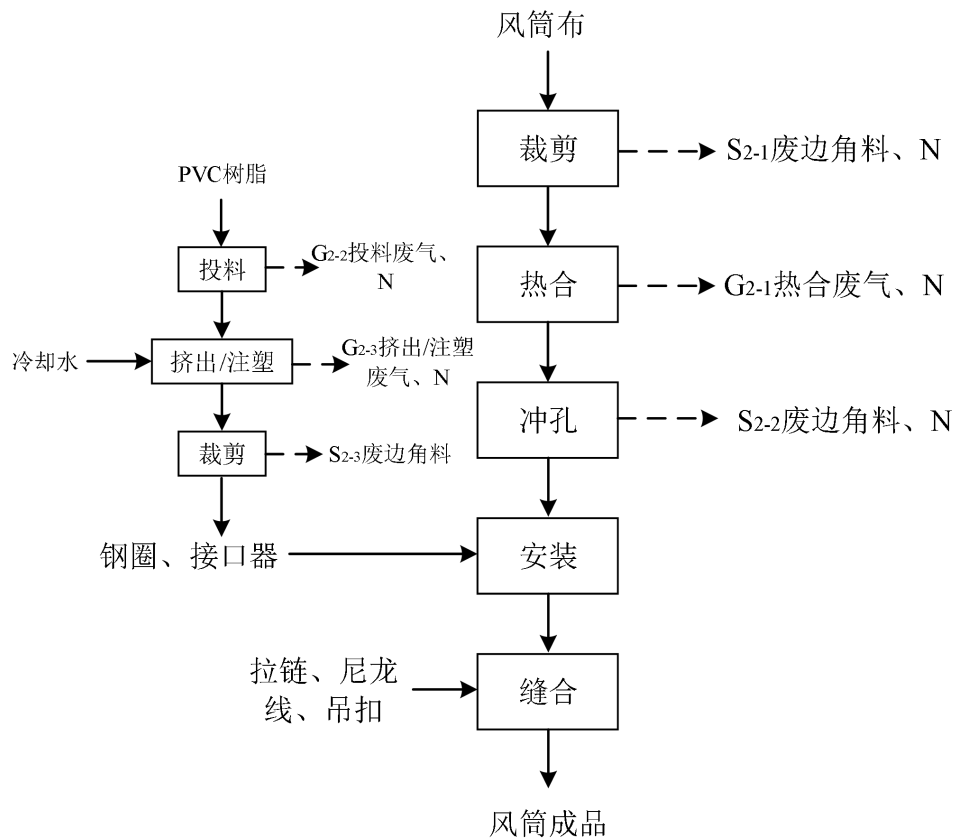 风筒布
裁剪
S2-1废边角料、N
PVC树脂
投料
G2-2投料废气、
N
热合
G2-1热合废气、N
冷却水
挤出/注塑
G2-3挤出/注塑
废气、N
冲孔
S2-2废边角料、N
裁剪
S2-3废边角料
钢圈、接口器
安装
拉链、尼龙
线、吊扣
缝合
风筒成品